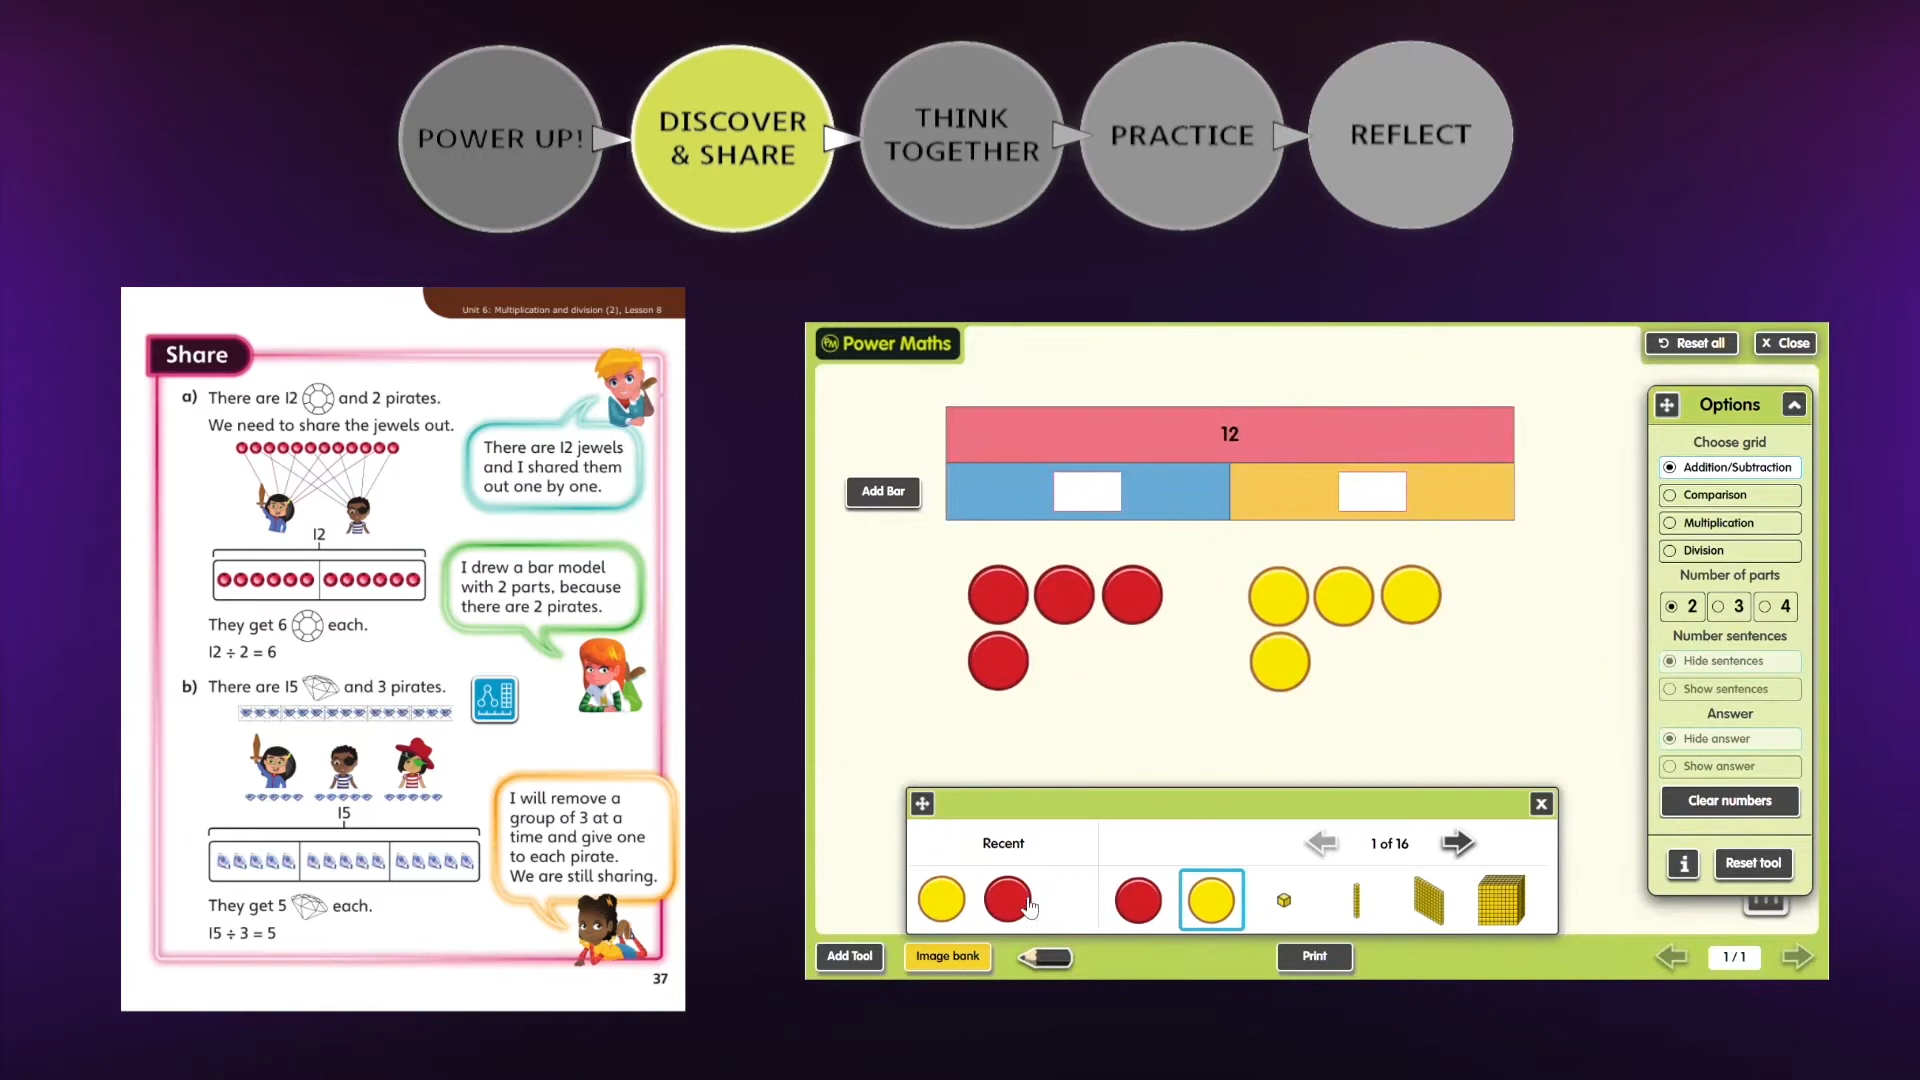 POWER UP!
DISCOVER
& SHARE
THINK
TOGETHER
PRACTICE
REFLECT
Unit 6: Multiplication and division (2), Lesson 8
Share
a) There are 12 and 2 pirates.
We need to share the jewels out.
There are 12 jewels
and I shared them
out one by one.
12
I drew a bar model
with 2 parts, because
there are 2 pirates.
They get 6 each.
12 ÷ 2 = 6
b) There are 15 and 3 pirates.
15
I will remove a
group of 3 at a
time and give one
to each pirate.
We are still sharing.
They get 5 each.
15 ÷ 3 = 5
37
PM Power Maths
Reset all
X Close
12
Add Bar
Options
Choose grid
Addition/Subtraction
Comparison
Multiplication
Division
Number of parts
2 3 4
Number sentences
Hide sentences
Show sentences
Answer
Hide answer
Show answer
Clear numbers
i
Reset tool
X
Recent
1 of 16
Add Tool
Image bank
Print
1 / 1